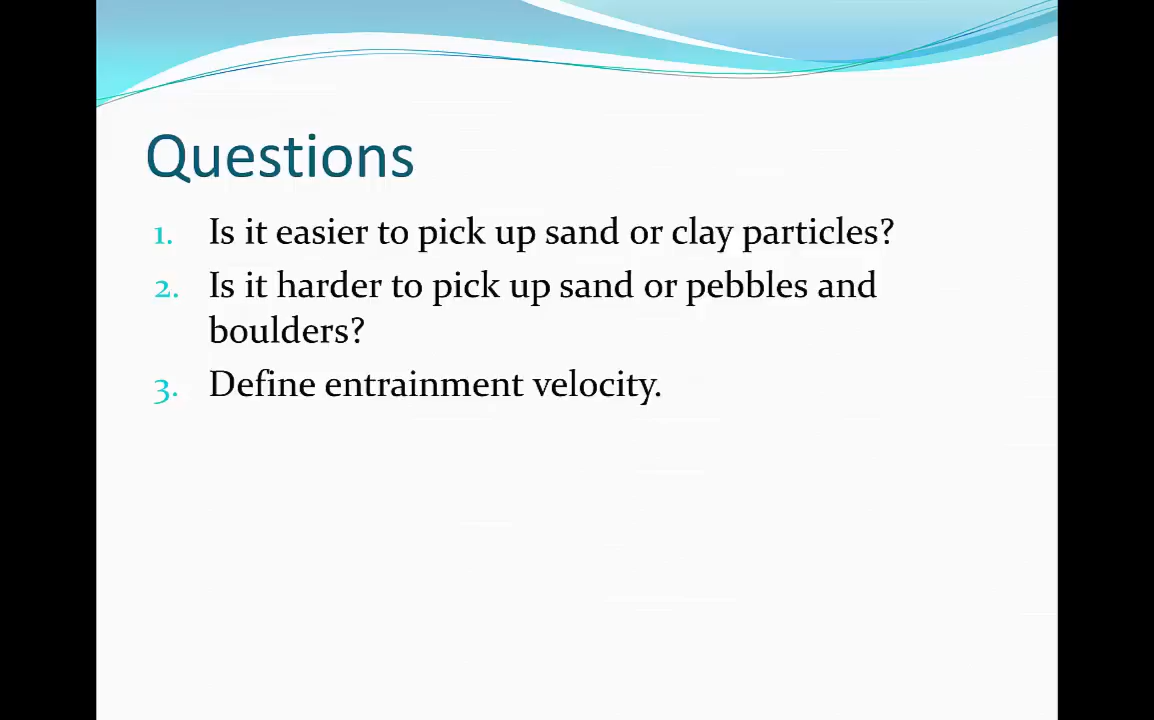 Questions
1. Is it easier to pick up sand or clay particles?
2. Is it harder to pick up sand or pebbles and
boulders?
3. Define entrainment velocity.